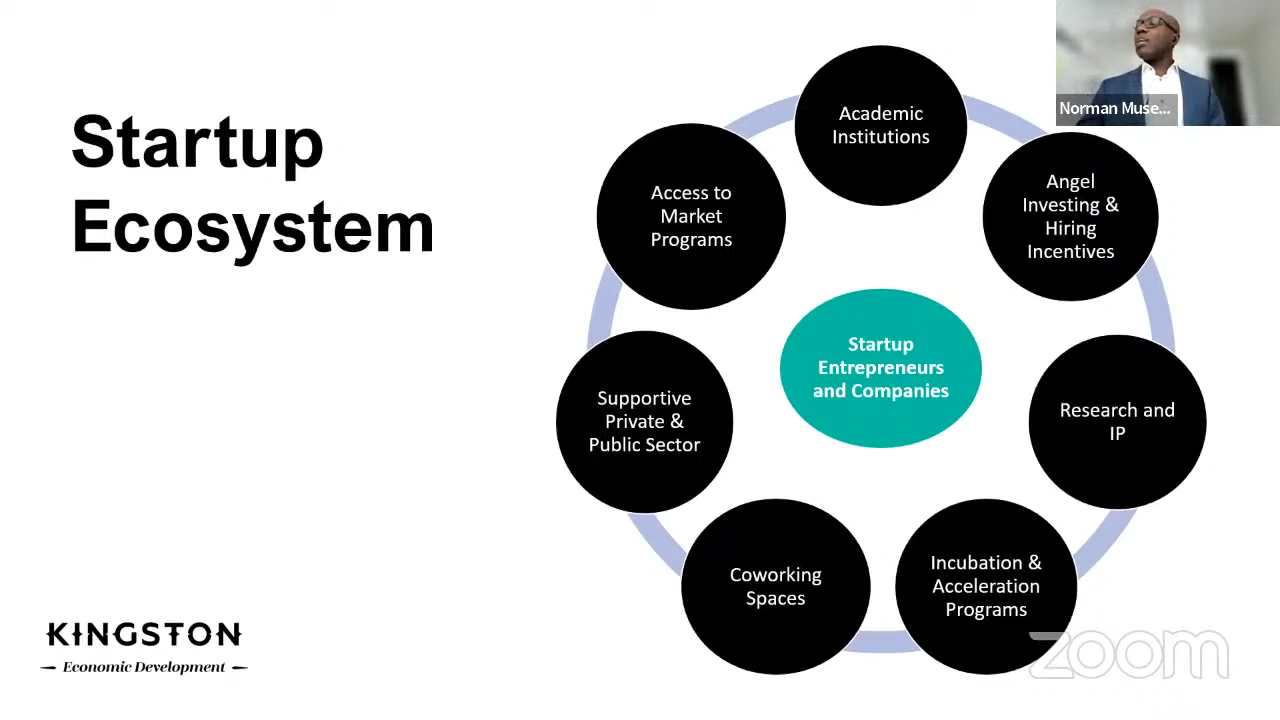 Startup
Ecosystem
Norman Muse...
Academic
Institutions
Angel
Investing &
Hiring
Incentives
Research and
IP
Incubation &
Acceleration
Programs
Coworking
Spaces
Supportive
Private &
Public Sector
Access to
Market
Programs
Startup
Entrepreneurs
and Companies
KINGSTON
Economic Development
zoom